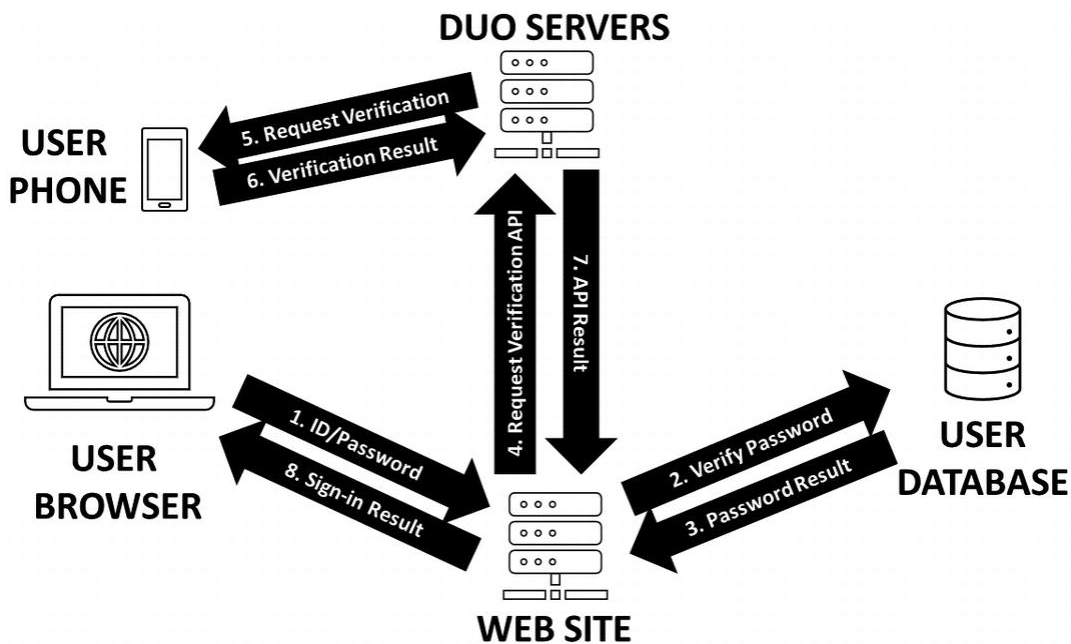 DUO SERVERS
5. Request Verification
6. Verification Result
USER
PHONE
4. Request Verification API
7. API Result
1. ID/Password
8. Sign-in Result
USER
BROWSER
2. Verify Password
3. Password Result
USER
DATABASE
WEB SITE